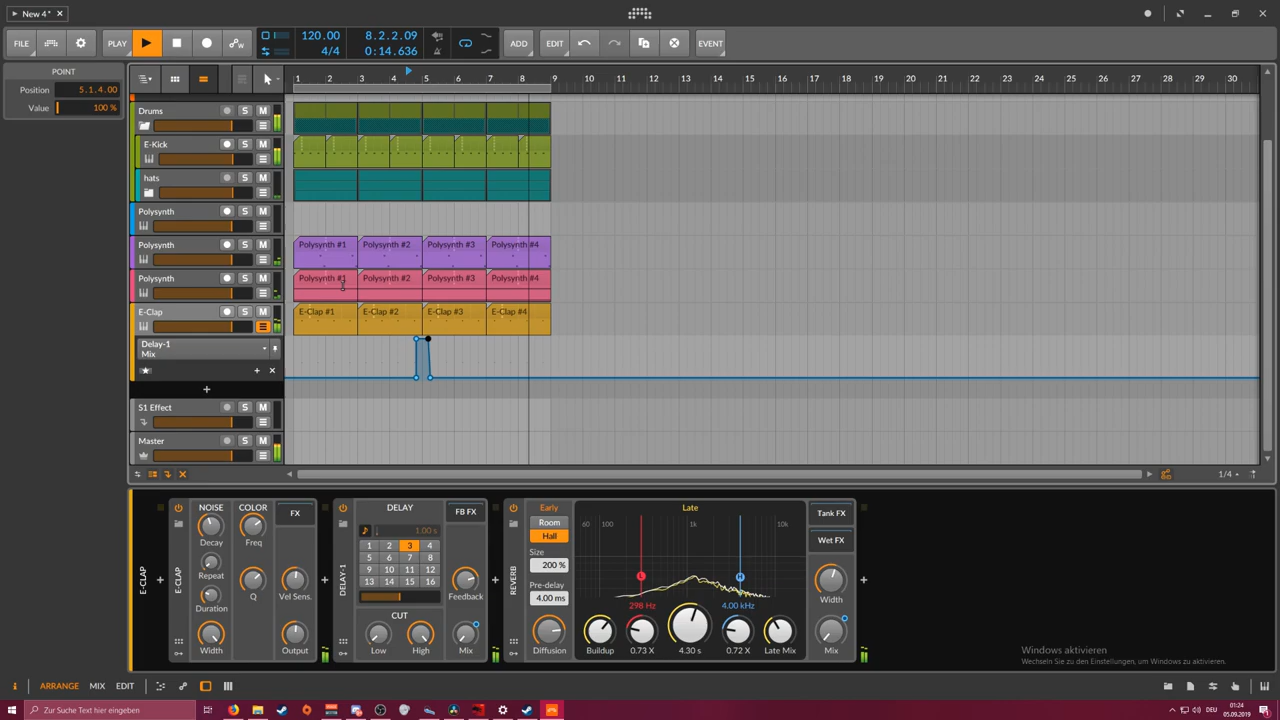 New 4*
FILE
PLAY
120.00
4/4
8.2.2.09
0:14.636
ADD
EDIT
EVENT
POINT
Position 5.1.4.00
Value 100 %
1 2 3 4 5 6 7 8 9 10 11 12 13 14 15 16 17 18 19 20 21 22 23 24 25 26 27 28 29 30
Drums S M
E-Kick S M
hats S M
Polysynth S M
Polysynth S M
Polysynth #1 Polysynth #2 Polysynth #3 Polysynth #4
Polysynth S M
Polysynth #1 Polysynth #2 Polysynth #3 Polysynth #4
E-Clap S M
E-Clap #1 E-Clap #2 E-Clap #3 E-Clap #4
Delay-1
Mix
S1 Effect S M
Master S M
1/4
E-CLAP
E-CLAP
NOISE
Decay
Repeat
Duration
Width
COLOR
Freq
Q
FX
Vel Sens.
Output
DELAY-1
DELAY
1.00 s
1 2 3 4
5 6 7 8
9 10 11 12
13 14 15 16
CUT
Low
High
FB FX
Feedback
Mix
REVERB
Early
Room
Hall
Size
200 %
Pre-delay
4.00 ms
Diffusion
Late
60 100 1k 10k
298 Hz
4.00 kHz
Buildup
0.73 X
4.30 s
0.72 X
Late Mix
Tank FX
Wet FX
Width
Mix
Windows aktivieren
Wechseln Sie zu den Einstellungen, um Windows zu aktivieren.
i
ARRANGE MIX EDIT
Zur Suche Text hier eingeben
DEU
01:24
05.09.2019